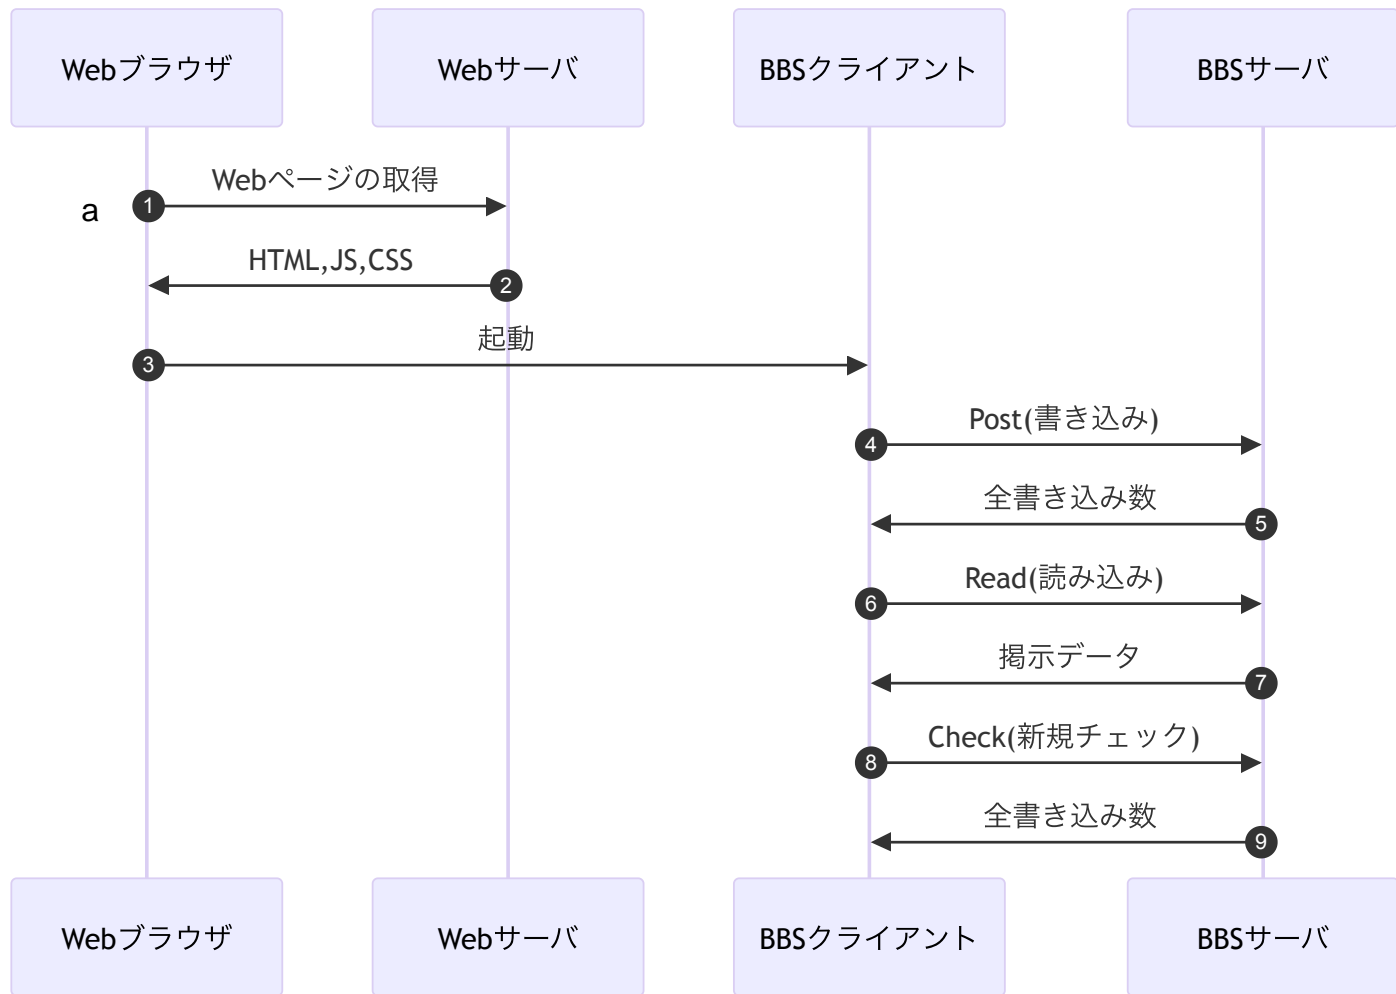 Webブラウザ
Webサーバ
BBSクライアント
BBSサーバ
Webページの取得
a
1
HTML,JS,CSS
2
起動
3
Post(書き込み)
4
全書き込み数
5
Read(読み込み)
6
掲示データ
7
Check(新規チェック)
8
全書き込み数
9
Webブラウザ
Webサーバ
BBSクライアント
BBSサーバ